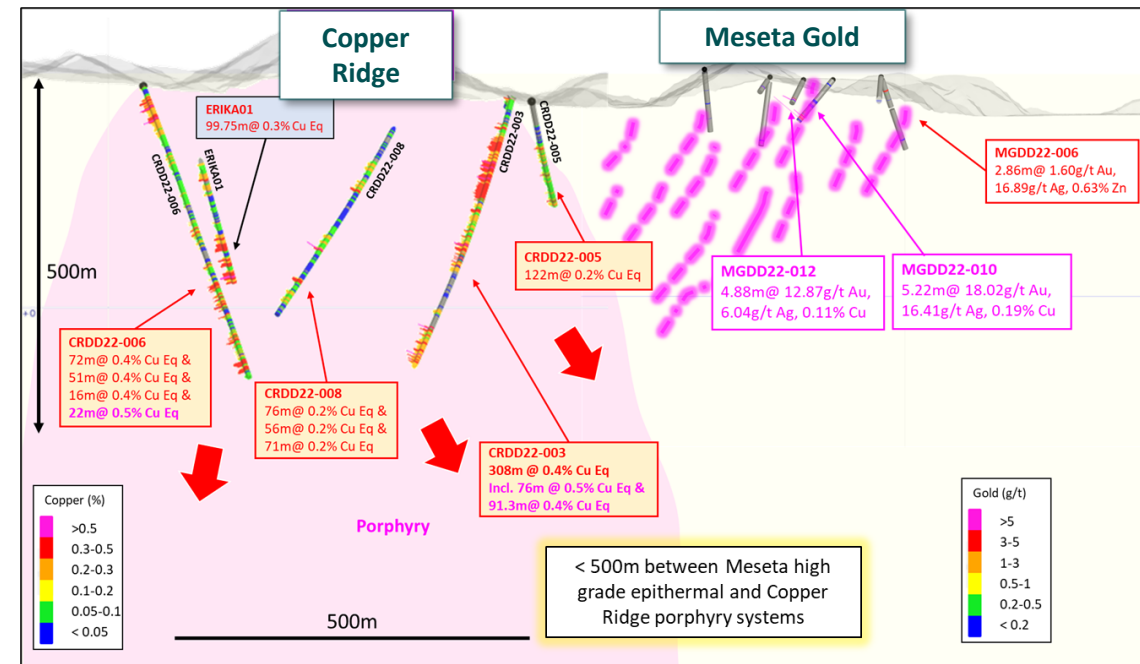 Copper
Ridge
Meseta Gold
ERIKA01
99.75m@ 0.3% Cu Eq
CRDD22-006
ERIKA01
CRDD22-008
CRDD22-003
CRDD22-005
MGDD22-006
2.86m@ 1.60g/t Au,
16.89g/t Ag, 0.63% Zn
500m
CRDD22-005
122m@ 0.2% Cu Eq
MGDD22-012
4.88m@ 12.87g/t Au,
6.04g/t Ag, 0.11% Cu
MGDD22-010
5.22m@ 18.02g/t Au,
16.41g/t Ag, 0.19% Cu
+0
CRDD22-006
72m@ 0.4% Cu Eq &
51m@ 0.4% Cu Eq &
16m@ 0.4% Cu Eq &
22m@ 0.5% Cu Eq
CRDD22-008
76m@ 0.2% Cu Eq &
56m@ 0.2% Cu Eq &
71m@ 0.2% Cu Eq
CRDD22-003
308m @ 0.4% Cu Eq
Incl. 76m @ 0.5% Cu Eq &
91.3m@ 0.4% Cu Eq
Copper (%)
>0.5
0.3-0.5
0.2-0.3
0.1-0.2
0.05-0.1
< 0.05
Porphyry
500m
< 500m between Meseta high
grade epithermal and Copper
Ridge porphyry systems
Gold (g/t)
>5
3-5
1-3
0.5-1
0.2-0.5
< 0.2